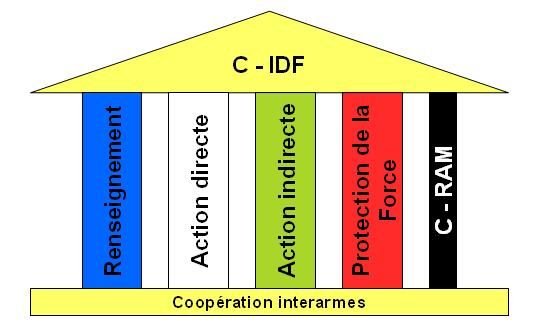 C - IDF
Renseignement
Action directe
Action indirecte
Protection de la
Force
C - RAM
Coopération interarmes